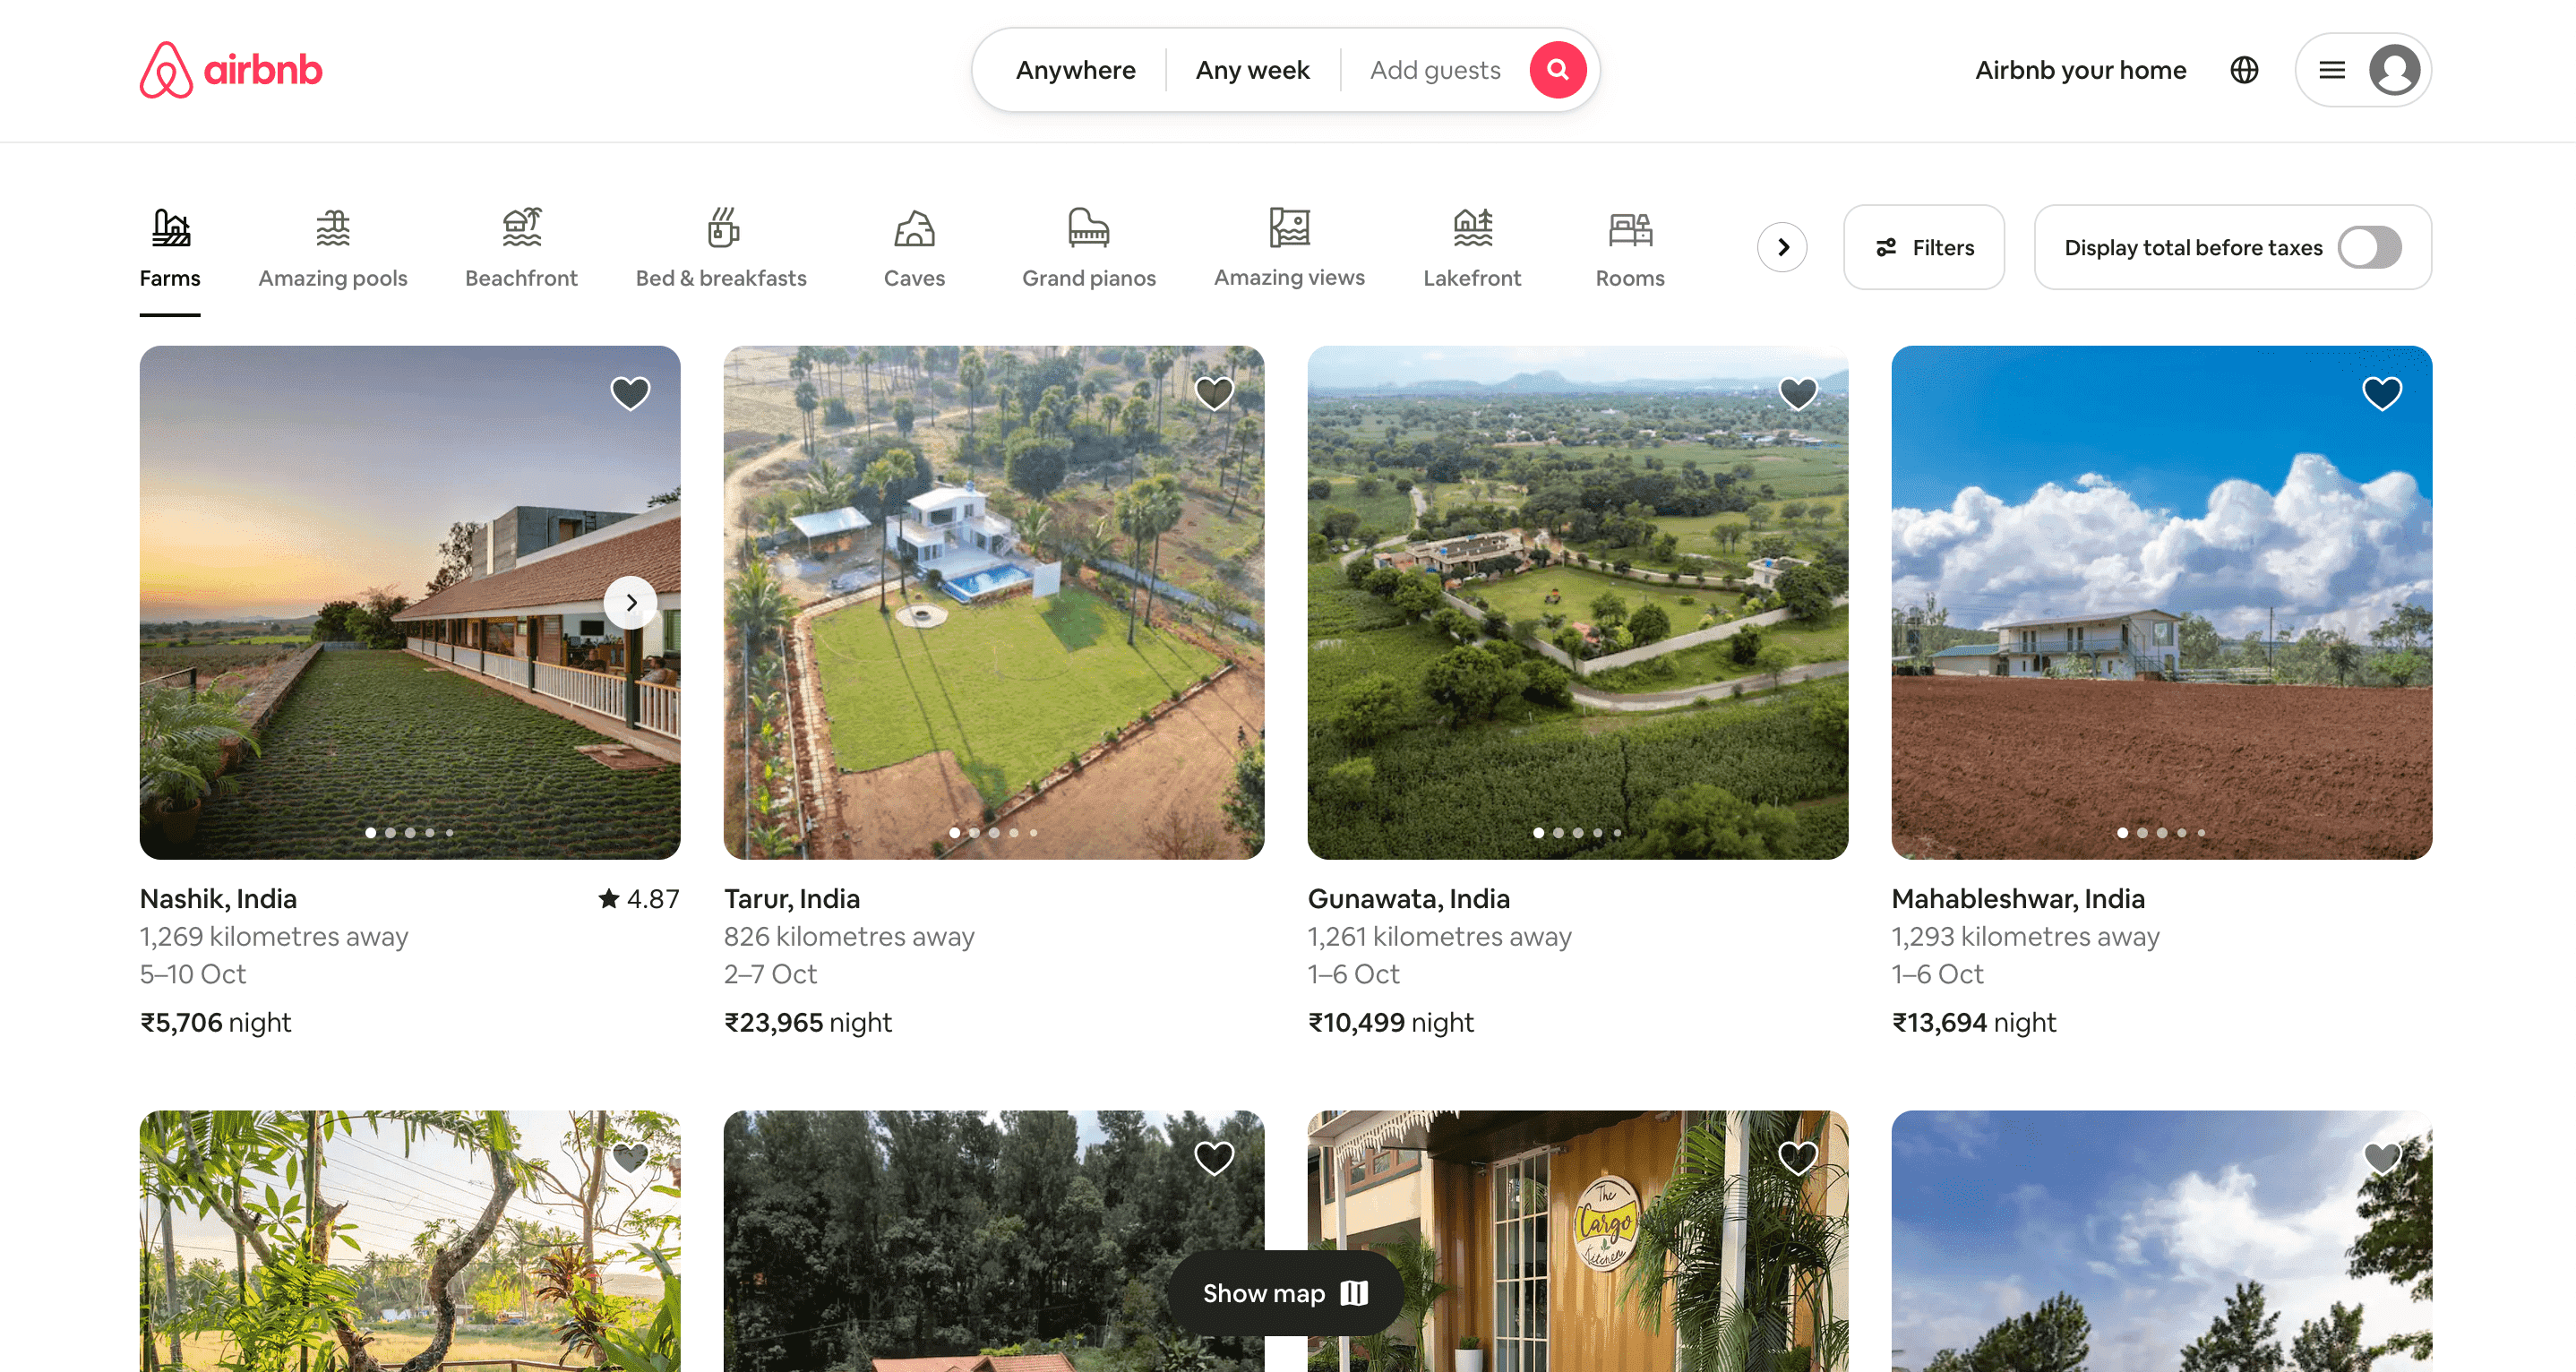 airbnb
Anywhere
Any week
Add guests
Airbnb your home
Farms
Amazing pools
Beachfront
Bed & breakfasts
Caves
Grand pianos
Amazing views
Lakefront
Rooms
Filters
Display total before taxes
Nashik, India
4.87
1,269 kilometres away
5–10 Oct
₹5,706 night
Tarur, India
826 kilometres away
2–7 Oct
₹23,965 night
Gunawata, India
1,261 kilometres away
1–6 Oct
₹10,499 night
Mahableshwar, India
1,293 kilometres away
1–6 Oct
₹13,694 night
The
Cargo
Kitchen
Show map